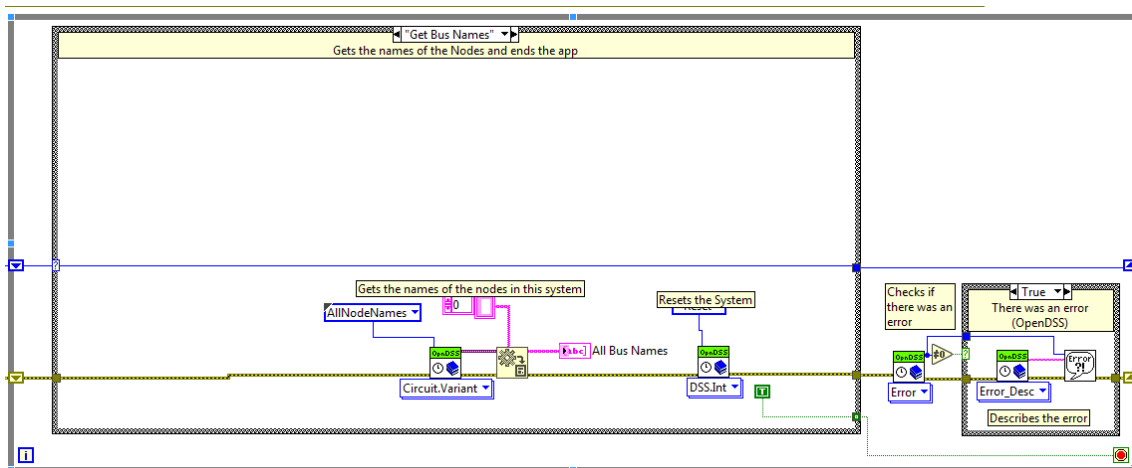 "Get Bus Names"
Gets the names of the Nodes and ends the app
?
Gets the names of the nodes in this system
0
AllNodeNames
Resets the System
Reset
OpenDSS
abc
All Bus Names
Circuit.Variant
OpenDSS
DSS.Int
T
Checks if
there was an
error
True
There was an error
(OpenDSS)
OpenDSS
≠0
?
OpenDSS
Error
?!
Error
Error_Desc
Describes the error
i